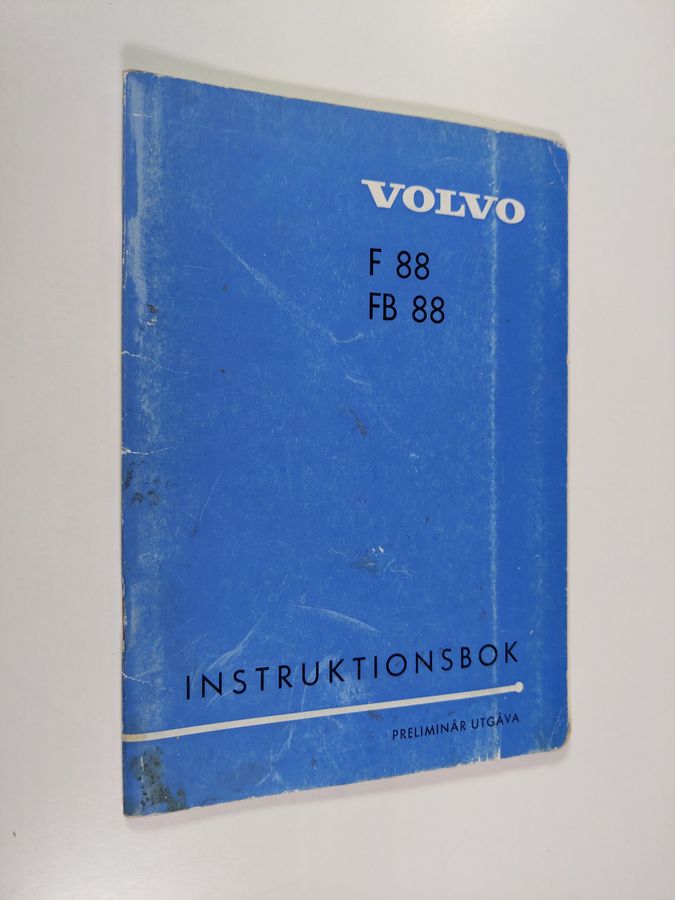 VOLVO
F 88
FB 88
INSTRUKTIONSBOK
PRELIMINÄR UTGÅVA